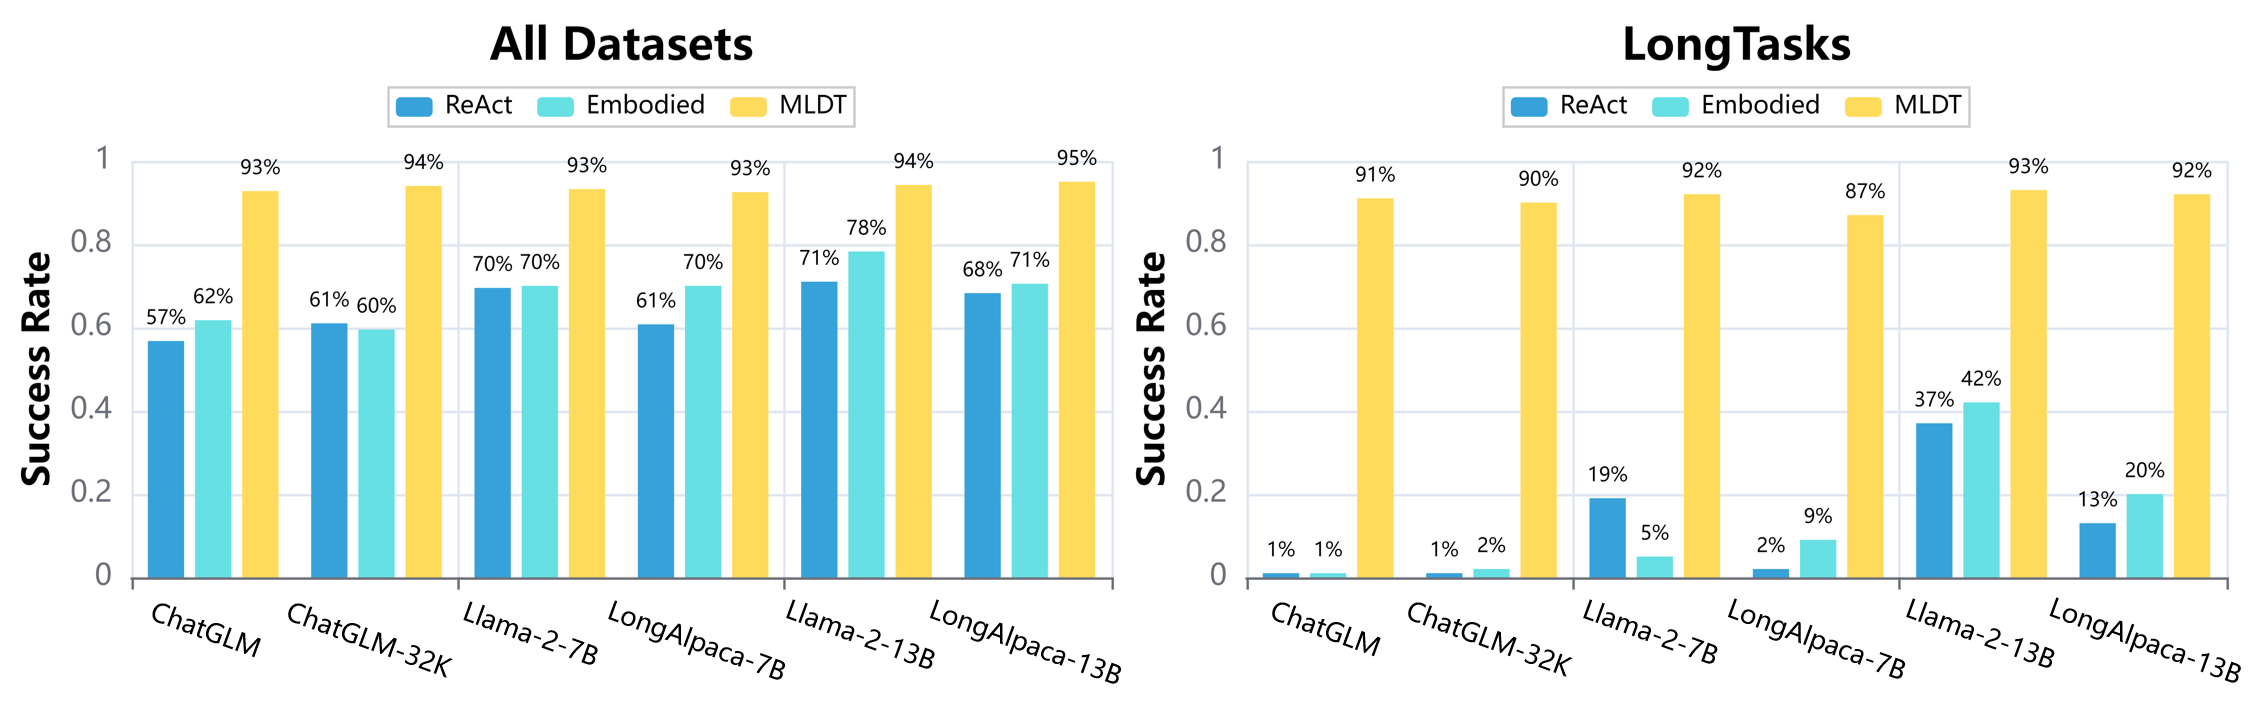 All Datasets
ReAct Embodied MLDT
Success Rate
1
0.8
0.6
0.4
0.2
0
57% 62% 93%
61% 60% 94%
70% 70% 93%
61% 70% 93%
71% 78% 94%
68% 71% 95%
ChatGLM
ChatGLM-32K
Llama-2-7B
LongAlpaca-7B
Llama-2-13B
LongAlpaca-13B
LongTasks
ReAct Embodied MLDT
Success Rate
1
0.8
0.6
0.4
0.2
0
1% 1% 91%
1% 2% 90%
19% 5% 92%
2% 9% 87%
37% 42% 93%
13% 20% 92%
ChatGLM
ChatGLM-32K
Llama-2-7B
LongAlpaca-7B
Llama-2-13B
LongAlpaca-13B